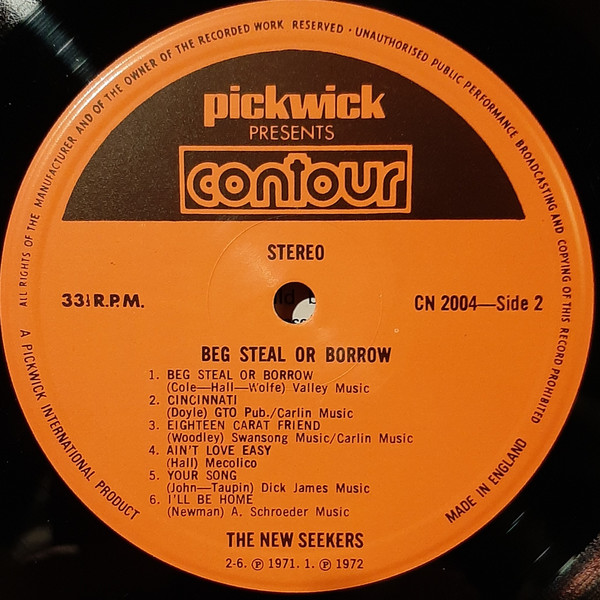 ALL RIGHTS OF THE MANUFACTURER AND OF THE OWNER OF THE RECORDED WORK RESERVED · UNAUTHORISED PUBLIC PERFORMANCE BROADCASTING AND COPYING OF THIS RECORD PROHIBITED
pickwick
PRESENTS
contour
STEREO
33⅓ R.P.M.
CN 2004—Side 2
BEG STEAL OR BORROW
1. BEG STEAL OR BORROW
(Cole—Hall—Wolfe) Valley Music
2. CINCINNATI
(Doyle) GTO Pub./Carlin Music
3. EIGHTEEN CARAT FRIEND
(Woodley) Swansong Music/Carlin Music
4. AIN'T LOVE EASY
(Hall) Mecolico
5. YOUR SONG
(John—Taupin) Dick James Music
6. I'LL BE HOME
(Newman) A. Schroeder Music
THE NEW SEEKERS
2-6. ℗ 1971. 1. ℗ 1972
A PICKWICK INTERNATIONAL PRODUCT
MADE IN ENGLAND